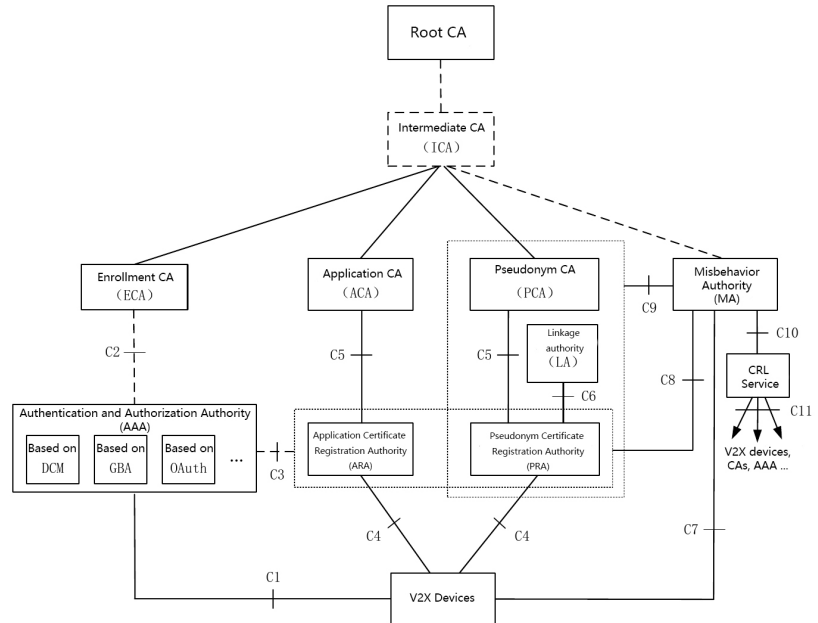 Root CA
Intermediate CA
(ICA)
Enrollment CA
(ECA)
Application CA
(ACA)
Pseudonym CA
(PCA)
Misbehavior
Authority
(MA)
C9
C2
C5
C5
Linkage
authority
(LA)
C6
C8
C10
CRL
Service
C11
V2X devices,
CAs, AAA ...
Authentication and Authorization Authority
(AAA)
Based on
DCM
Based on
GBA
Based on
OAuth
...
C3
Application Certificate
Registration Authority
(ARA)
Pseudonym Certificate
Registration Authority
(PRA)
C4
C4
C7
C1
V2X Devices